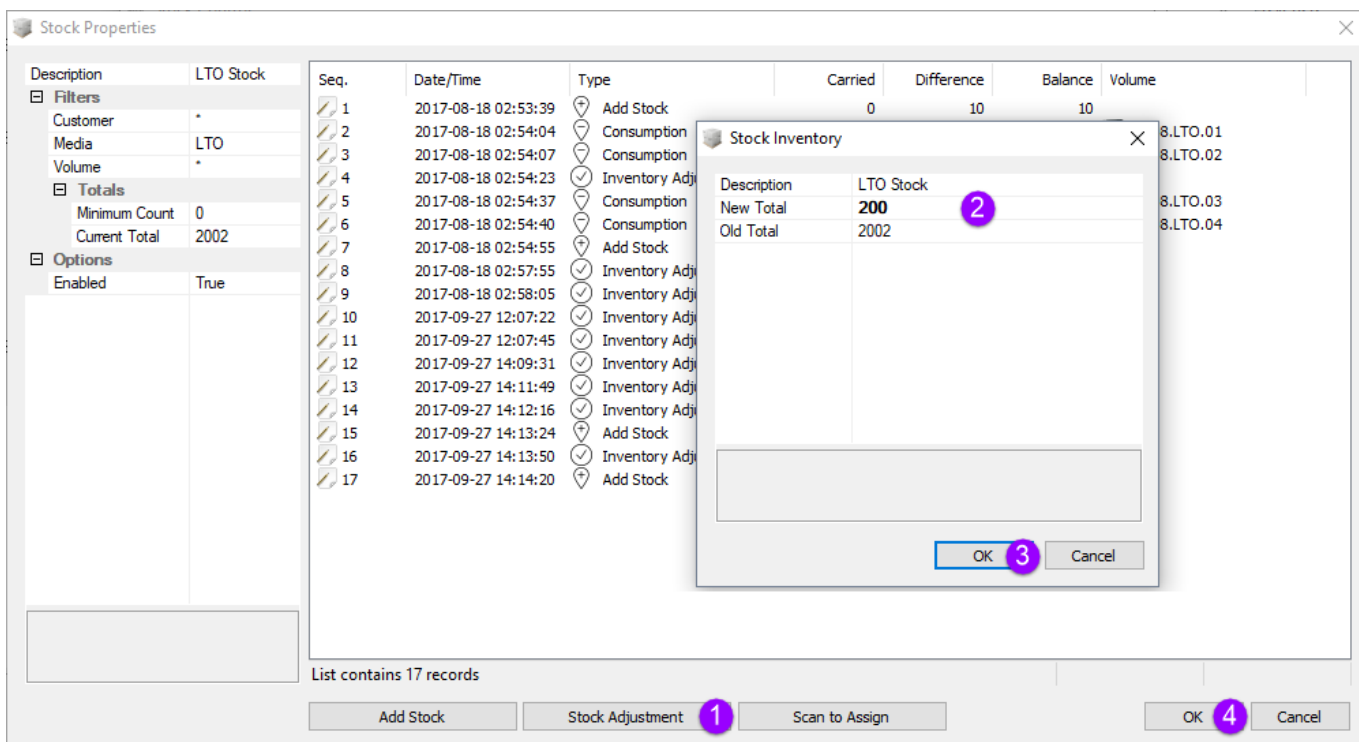 Stock Properties
Description LTO Stock
Filters
Customer *
Media LTO
Volume *
Totals
Minimum Count 0
Current Total 2002
Options
Enabled True
Seq. Date/Time Type Carried Difference Balance Volume
1 2017-08-18 02:53:39 Add Stock 0 10 10
2 2017-08-18 02:54:04 Consumption 8.LTO.01
3 2017-08-18 02:54:07 Consumption 8.LTO.02
4 2017-08-18 02:54:23 Inventory Adj
5 2017-08-18 02:54:37 Consumption 8.LTO.03
6 2017-08-18 02:54:40 Consumption 8.LTO.04
7 2017-08-18 02:54:55 Add Stock
8 2017-08-18 02:57:55 Inventory Adj
9 2017-08-18 02:58:05 Inventory Adj
10 2017-09-27 12:07:22 Inventory Adj
11 2017-09-27 12:07:45 Inventory Adj
12 2017-09-27 14:09:31 Inventory Adj
13 2017-09-27 14:11:49 Inventory Adj
14 2017-09-27 14:12:16 Inventory Adj
15 2017-09-27 14:13:24 Add Stock
16 2017-09-27 14:13:50 Inventory Adj
17 2017-09-27 14:14:20 Add Stock
Stock Inventory
Description LTO Stock
New Total 200 2
Old Total 2002
OK 3 Cancel
List contains 17 records
Add Stock Stock Adjustment 1 Scan to Assign OK 4 Cancel